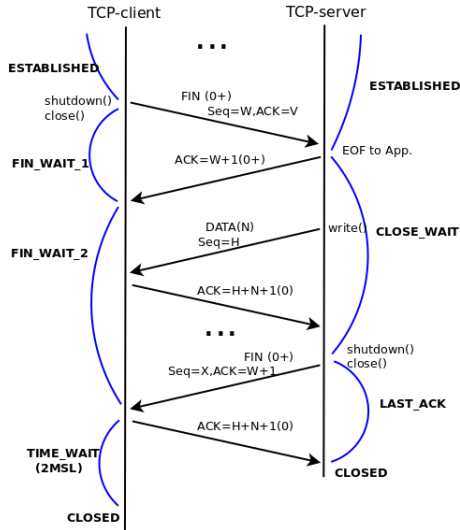 TCP-client
TCP-server
...
ESTABLISHED
FIN (0+)
Seq=W,ACK=V
ESTABLISHED
shutdown()
close()
EOF to App.
ACK=W+1(0+)
FIN_WAIT_1
DATA(N)
Seq=H
write()
CLOSE_WAIT
FIN_WAIT_2
ACK=H+N+1(0)
...
FIN (0+)
Seq=X,ACK=W+1
shutdown()
close()
LAST_ACK
ACK=H+N+1(0)
TIME_WAIT
(2MSL)
CLOSED
CLOSED